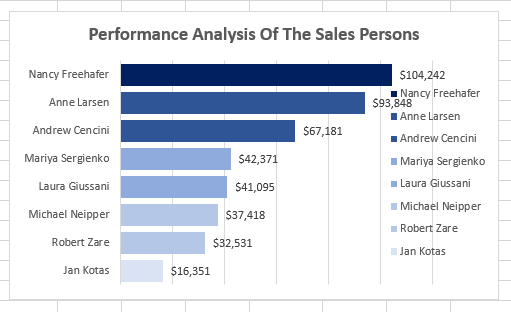 Performance Analysis Of The Sales Persons
Nancy Freehafer $104,242
Anne Larsen $93,848
Andrew Cencini $67,181
Mariya Sergienko $42,371
Laura Giussani $41,095
Michael Neipper $37,418
Robert Zare $32,531
Jan Kotas $16,351
Nancy Freehafer
Anne Larsen
Andrew Cencini
Mariya Sergienko
Laura Giussani
Michael Neipper
Robert Zare
Jan Kotas